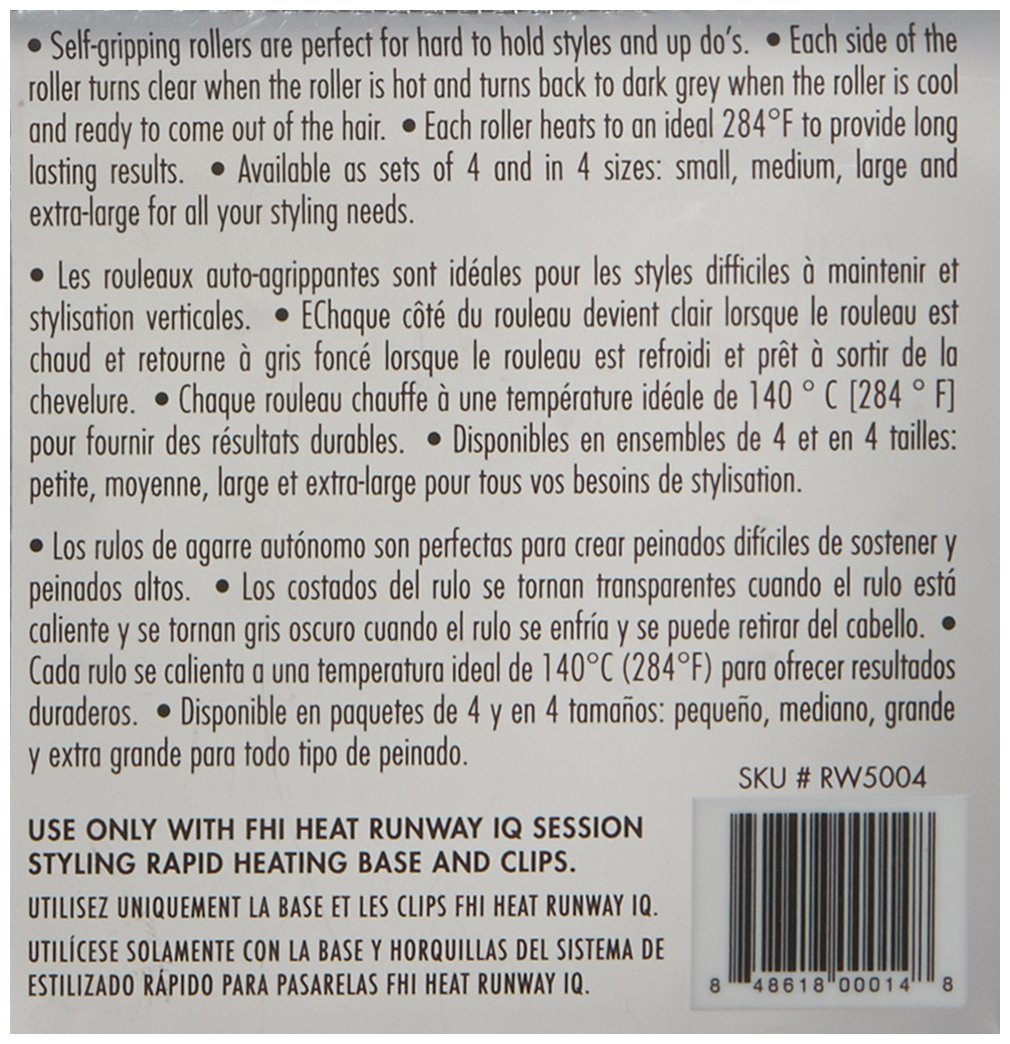 • Self-gripping rollers are perfect for hard to hold styles and up do's. • Each side of the
roller turns clear when the roller is hot and turns back to dark grey when the roller is cool
and ready to come out of the hair. • Each roller heats to an ideal 284°F to provide long
lasting results. • Available as sets of 4 and in 4 sizes: small, medium, large and
extra-large for all your styling needs.
• Les rouleaux auto-agrippantes sont idéales pour les styles difficiles à maintenir et
stylisation verticales. • EChaque côté du rouleau devient clair lorsque le rouleau est
chaud et retourne à gris foncé lorsque le rouleau est refroidi et prêt à sortir de la
chevelure. • Chaque rouleau chauffe à une température idéale de 140 ° C [284 ° F]
pour fournir des résultats durables. • Disponibles en ensembles de 4 et en 4 tailles:
petite, moyenne, large et extra-large pour tous vos besoins de stylisation.
• Los rulos de agarre autónomo son perfectas para crear peinados difíciles de sostener y
peinados altos. • Los costados del rulo se tornan transparentes cuando el rulo está
caliente y se tornan gris oscuro cuando el rulo se enfría y se puede retirar del cabello. •
Cada rulo se calienta a una temperatura ideal de 140°C (284°F) para ofrecer resultados
duraderos. • Disponible en paquetes de 4 y en 4 tamaños: pequeño, mediano, grande
y extra grande para todo tipo de peinado.
SKU # RW5004
USE ONLY WITH FHI HEAT RUNWAY IQ SESSION
STYLING RAPID HEATING BASE AND CLIPS.
UTILISEZ UNIQUEMENT LA BASE ET LES CLIPS FHI HEAT RUNWAY IQ.
UTILÍCESE SOLAMENTE CON LA BASE Y HORQUILLAS DEL SISTEMA DE
ESTILIZADO RÁPIDO PARA PASARELAS FHI HEAT RUNWAY IQ.
8 48618 00014 8